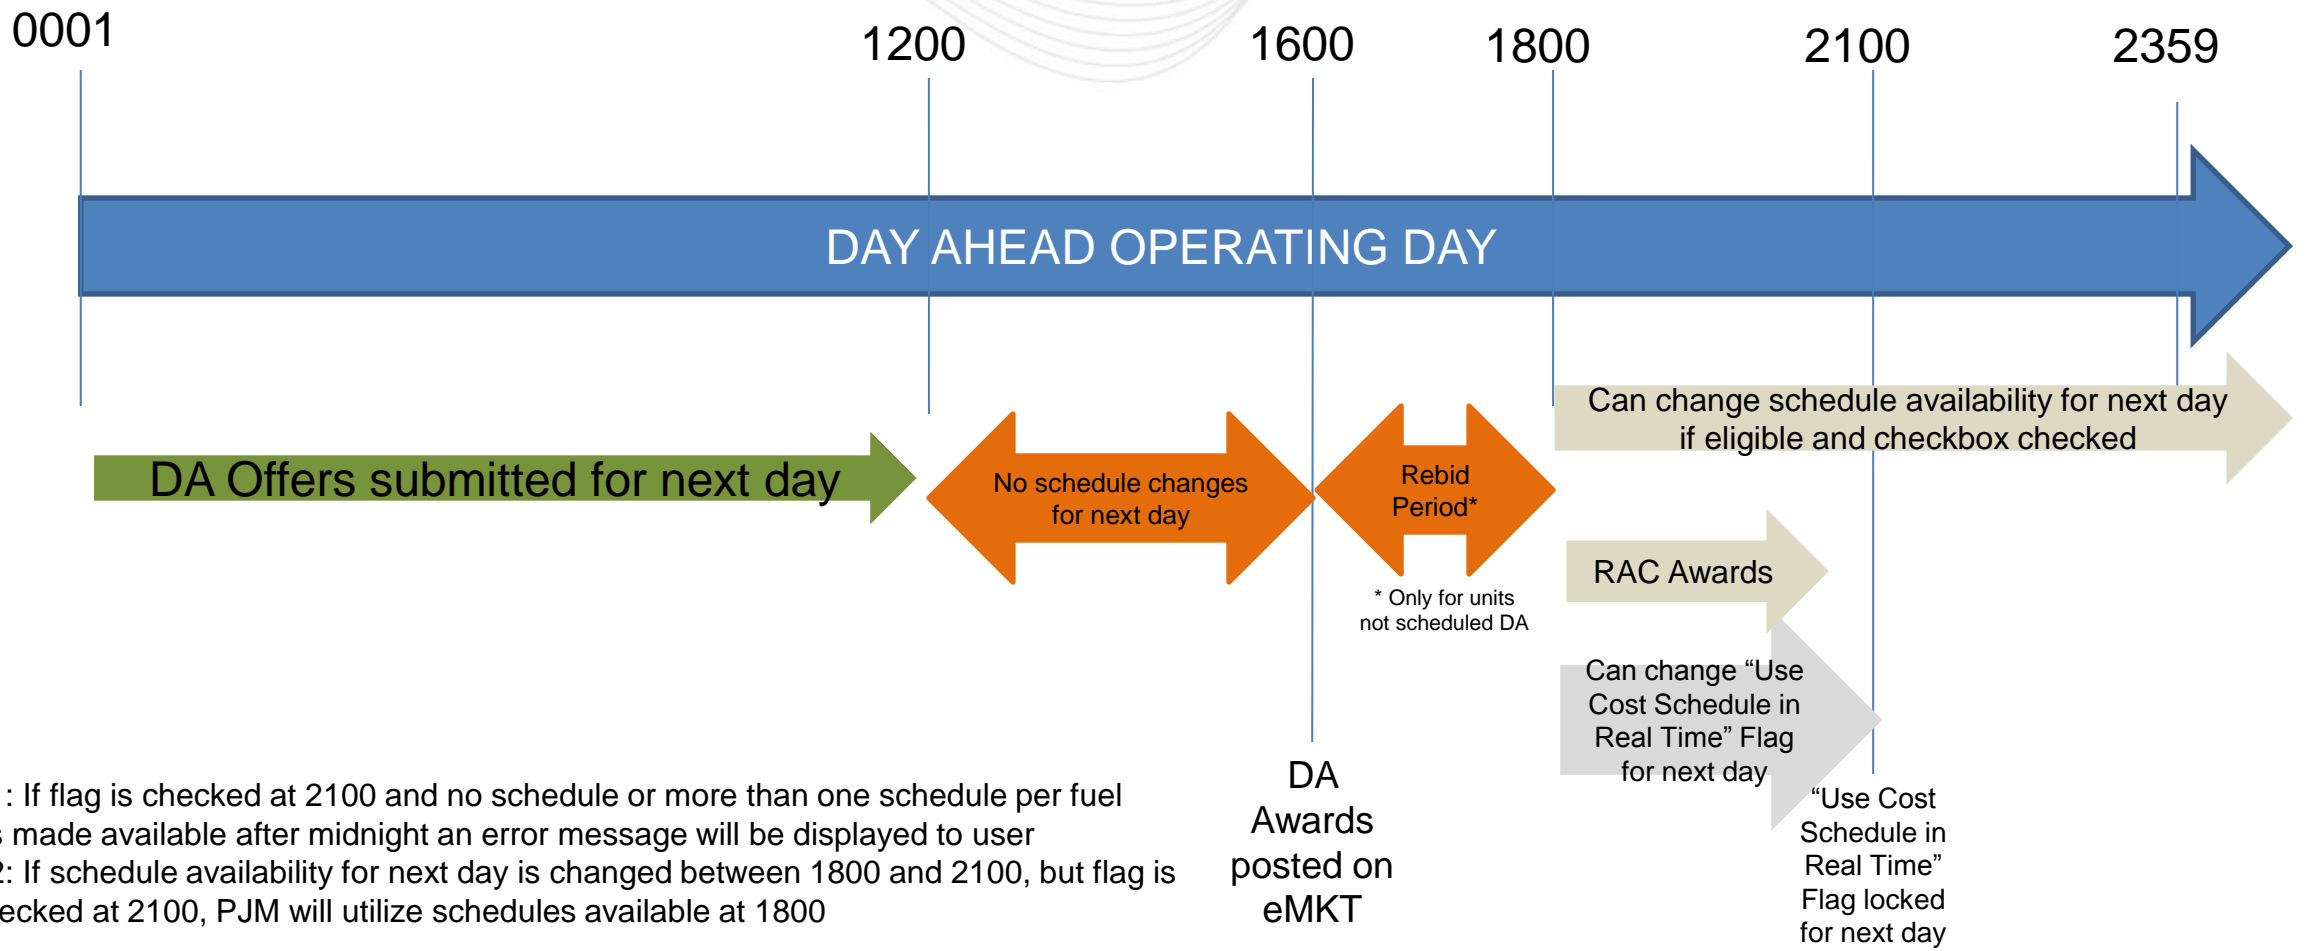 0001
1200
1600
1800
2100
2359
DAY AHEAD OPERATING DAY
DA Offers submitted for next day
No schedule changes
for next day
Rebid
Period*
* Only for units
not scheduled DA
Can change schedule availability for next day
if eligible and checkbox checked
RAC Awards
Can change “Use
Cost Schedule in
Real Time” Flag
for next day
DA
Awards
posted on
eMKT
“Use Cost
Schedule in
Real Time”
Flag locked
for next day
: If flag is checked at 2100 and no schedule or more than one schedule per fuel
made available after midnight an error message will be displayed to user
2: If schedule availability for next day is changed between 1800 and 2100, but flag is
at 2100, PJM will utilize schedules available at 1800